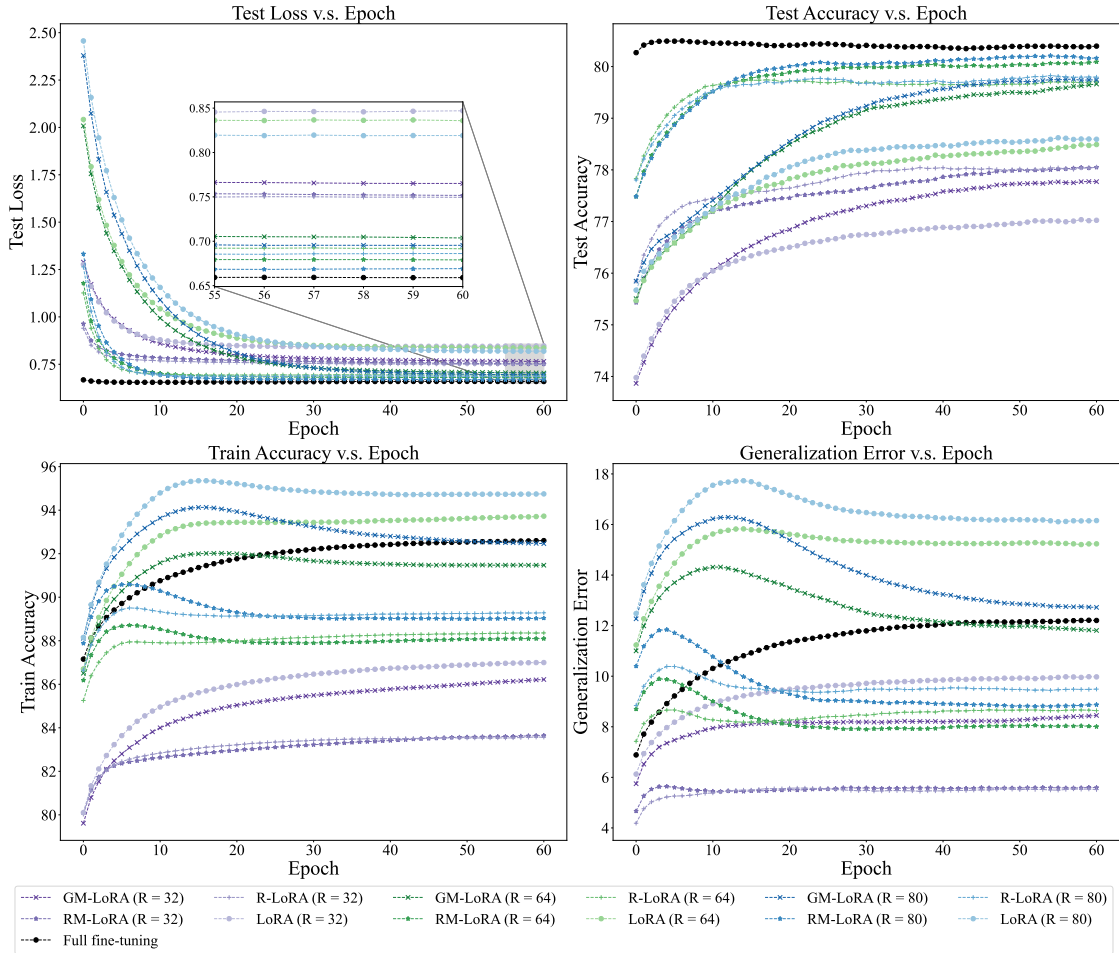 Test Loss v.s. Epoch
2.50
2.25
2.00
1.75
1.50
1.25
1.00
0.75
Test Loss
0.85
0.80
0.75
0.70
0.65
55 56 57 58 59 60
0 10 20 30 40 50 60
Epoch
Test Accuracy v.s. Epoch
80
79
78
77
76
75
74
Test Accuracy
0 10 20 30 40 50 60
Epoch
Train Accuracy v.s. Epoch
96
94
92
90
88
86
84
82
80
Train Accuracy
0 10 20 30 40 50 60
Epoch
Generalization Error v.s. Epoch
18
16
14
12
10
8
6
4
Generalization Error
0 10 20 30 40 50 60
Epoch
GM-LoRA (R = 32) R-LoRA (R = 32) GM-LoRA (R = 64) R-LoRA (R = 64) GM-LoRA (R = 80) R-LoRA (R = 80)
RM-LoRA (R = 32) LoRA (R = 32) RM-LoRA (R = 64) LoRA (R = 64) RM-LoRA (R = 80) LoRA (R = 80)
Full fine-tuning